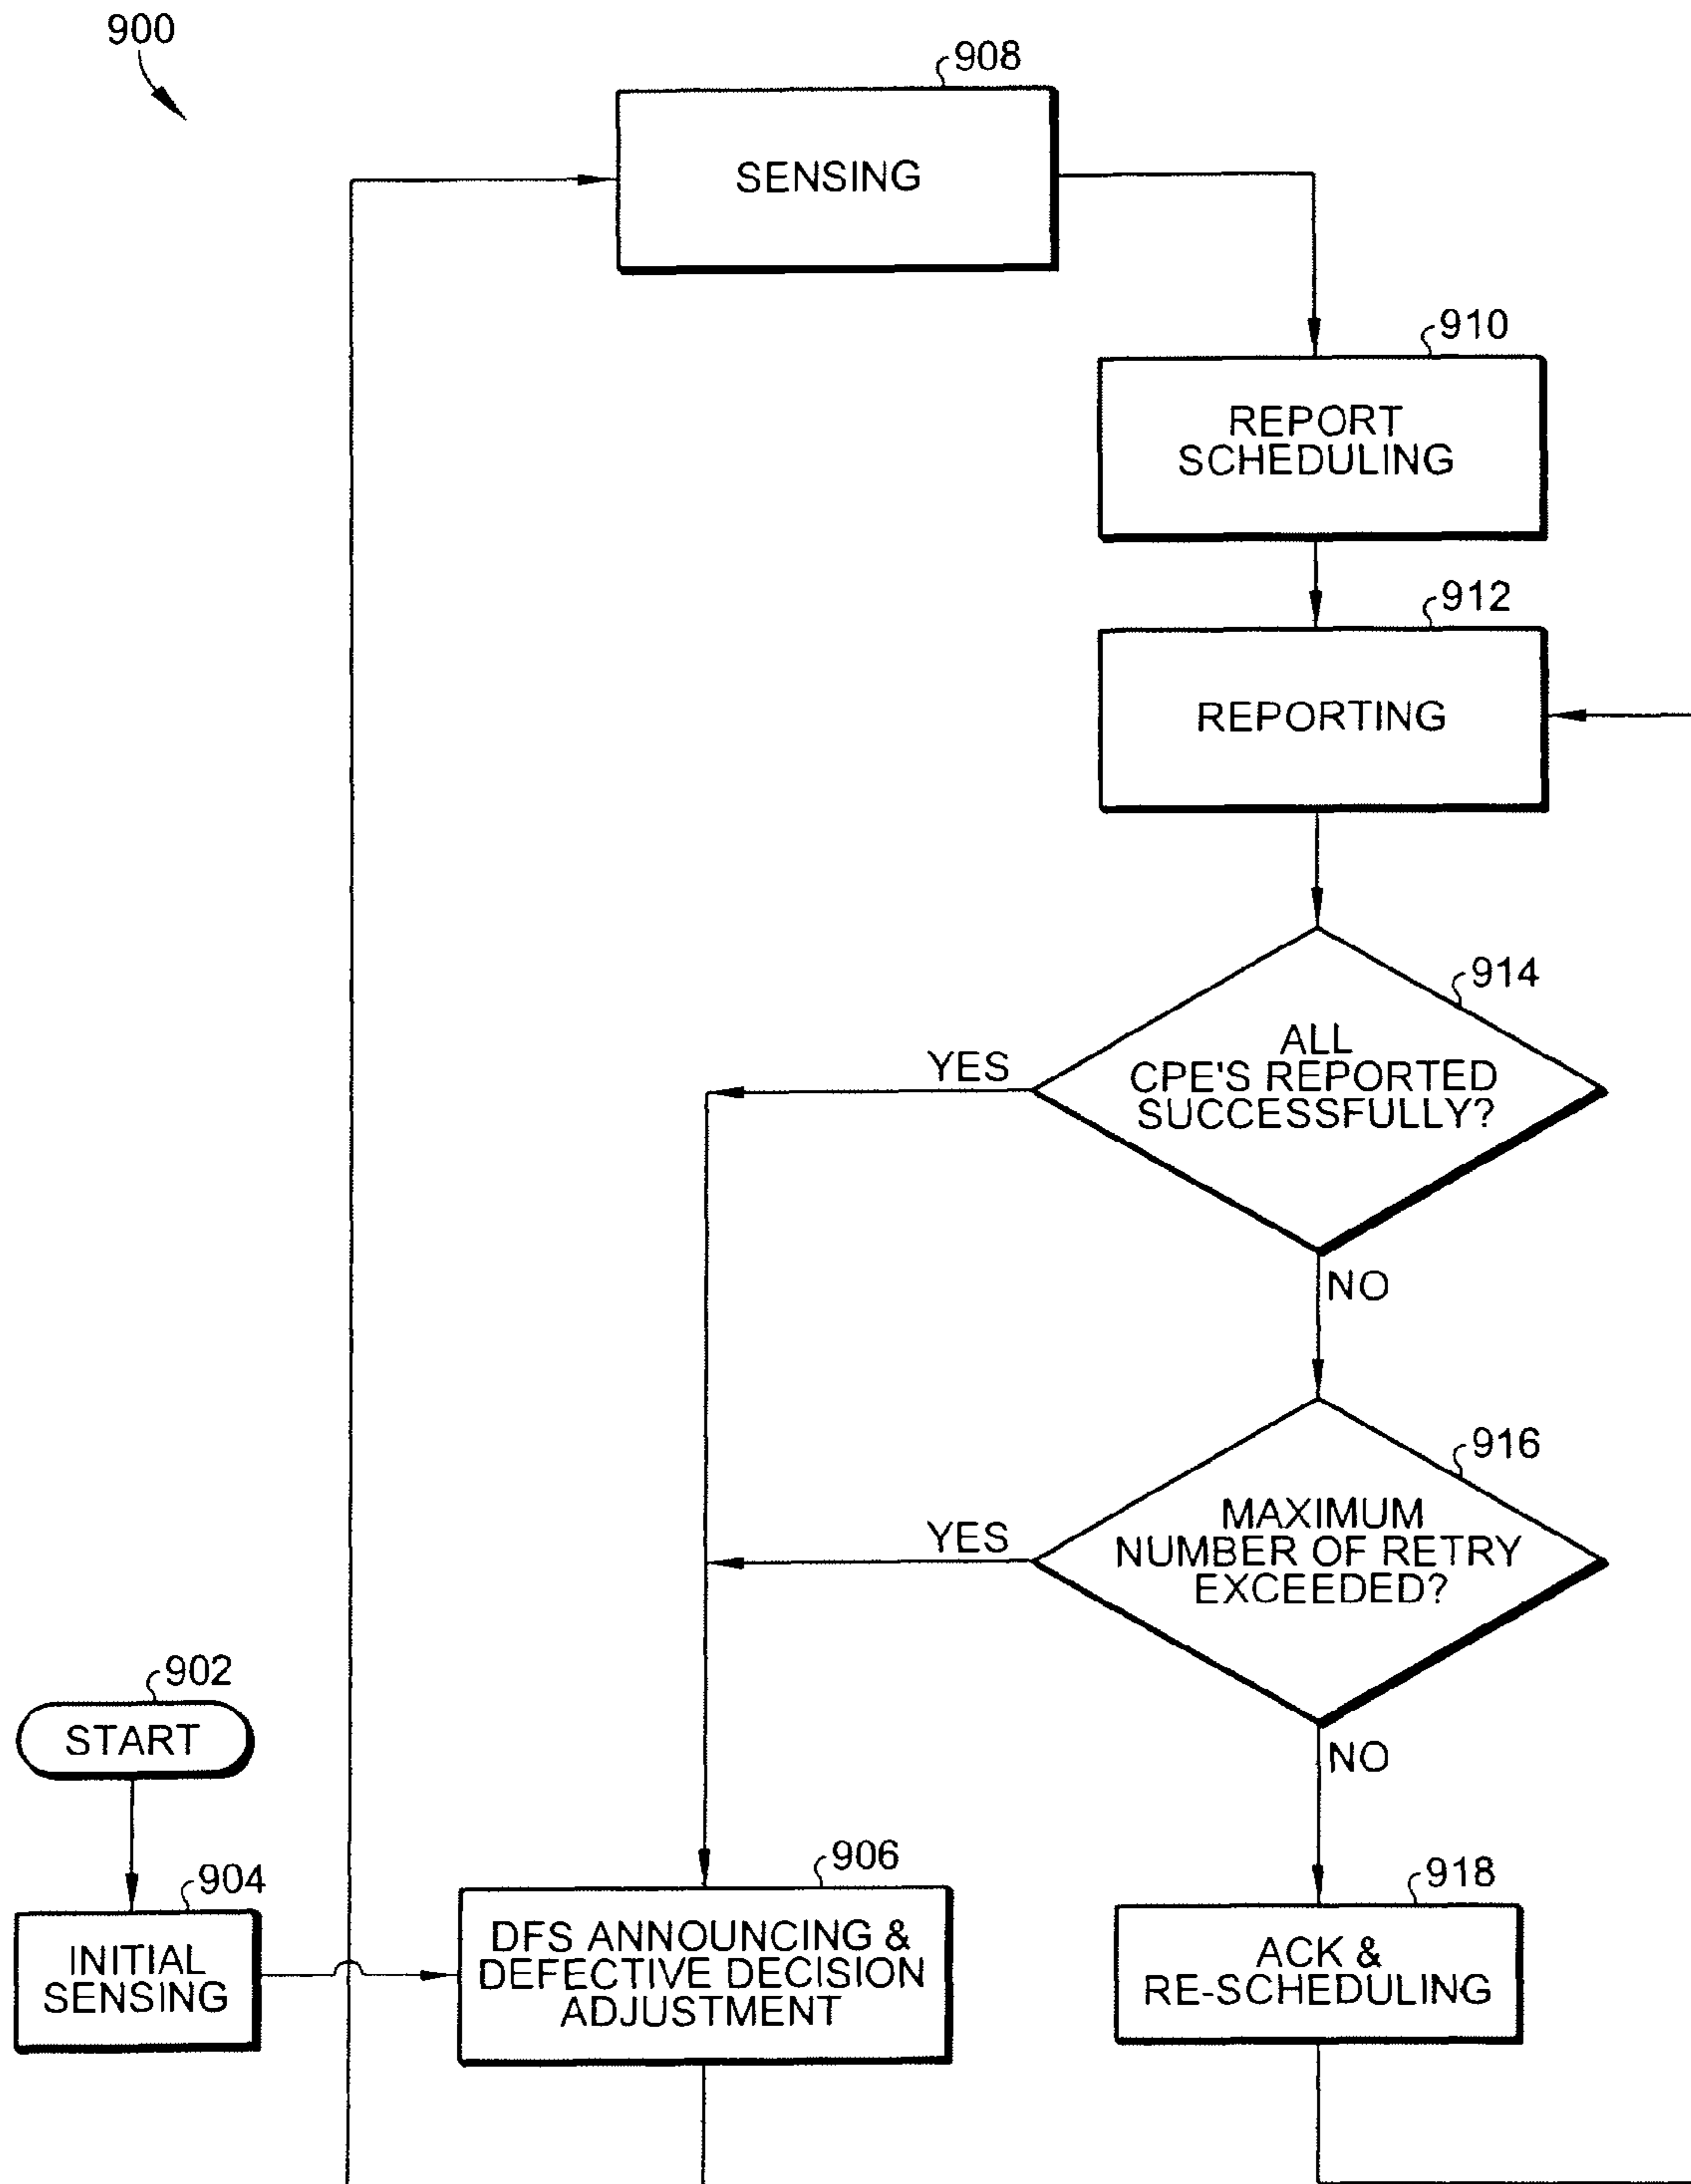 900
908
SENSING
910
REPORT
SCHEDULING
912
REPORTING
914
ALL
CPE'S REPORTED
SUCCESSFULLY?
YES
NO
916
MAXIMUM
NUMBER OF RETRY
EXCEEDED?
YES
NO
902
START
904
INITIAL
SENSING
906
DFS ANNOUNCING &
DEFECTIVE DECISION
ADJUSTMENT
918
ACK &
RE-SCHEDULING